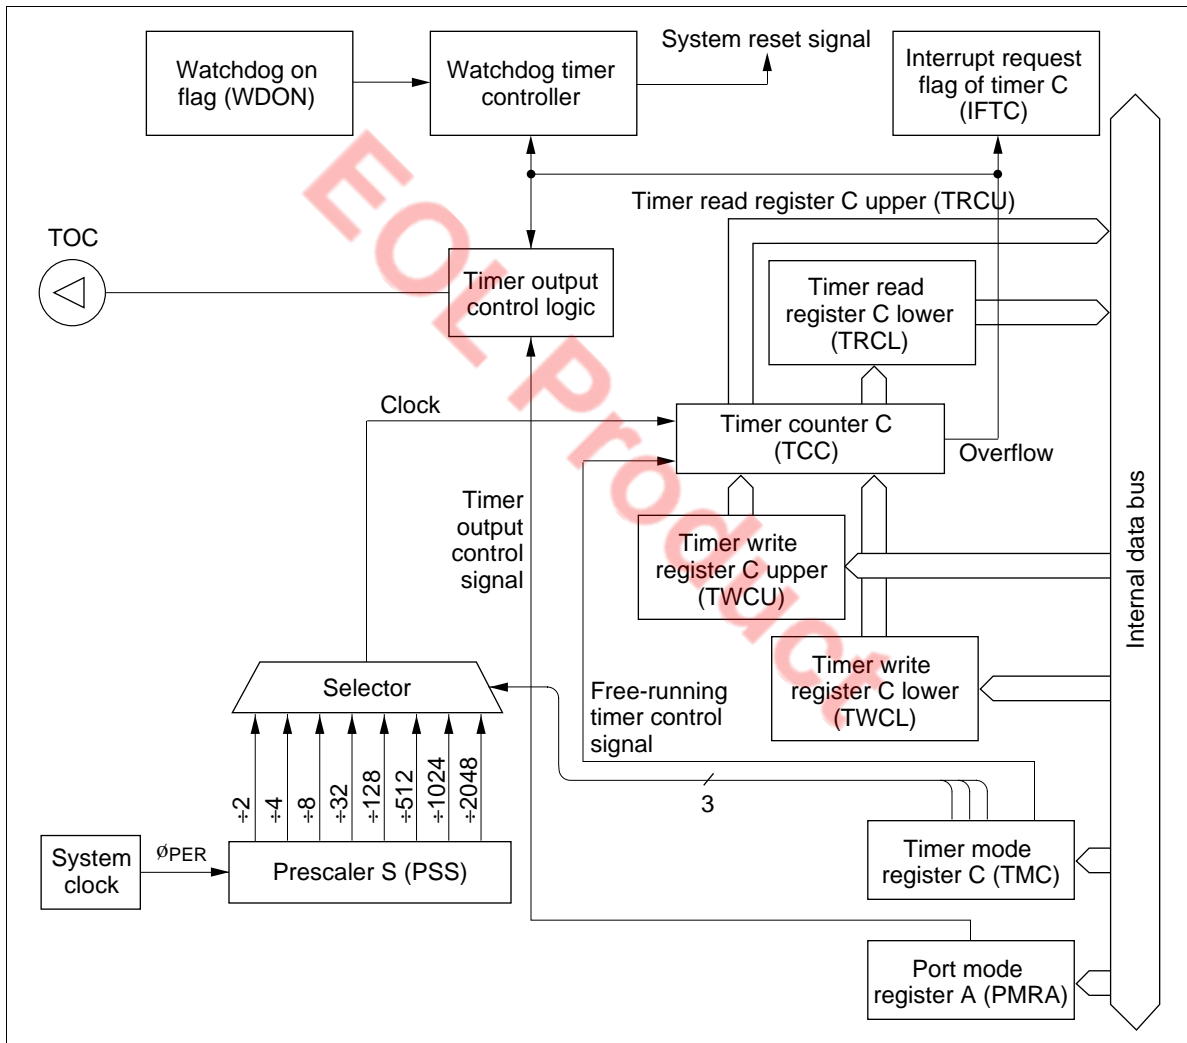 System reset signal
Watchdog on
flag (WDON)
Watchdog timer
controller
Interrupt request
flag of timer C
(IFTC)
Timer read register C upper (TRCU)
TOC
Timer output
control logic
Timer read
register C lower
(TRCL)
Clock
Timer counter C
(TCC)
Overflow
Timer
output
control
signal
Timer write
register C upper
(TWCU)
Internal data bus
Timer write
register C lower
(TWCL)
Selector
Free-running
timer control
signal
÷2
÷4
÷8
÷32
÷128
÷512
÷1024
÷2048
3
System
clock
øPER
Prescaler S (PSS)
Timer mode
register C (TMC)
Port mode
register A (PMRA)
EOL Product